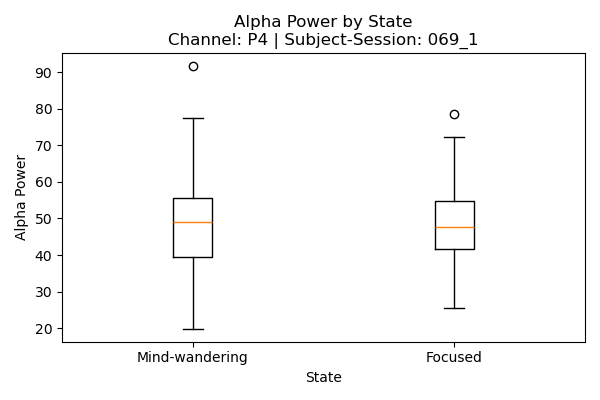 Alpha Power by State
Channel: P4 | Subject-Session: 069_1
Alpha Power
90
80
70
60
50
40
30
20
Mind-wandering
Focused
State